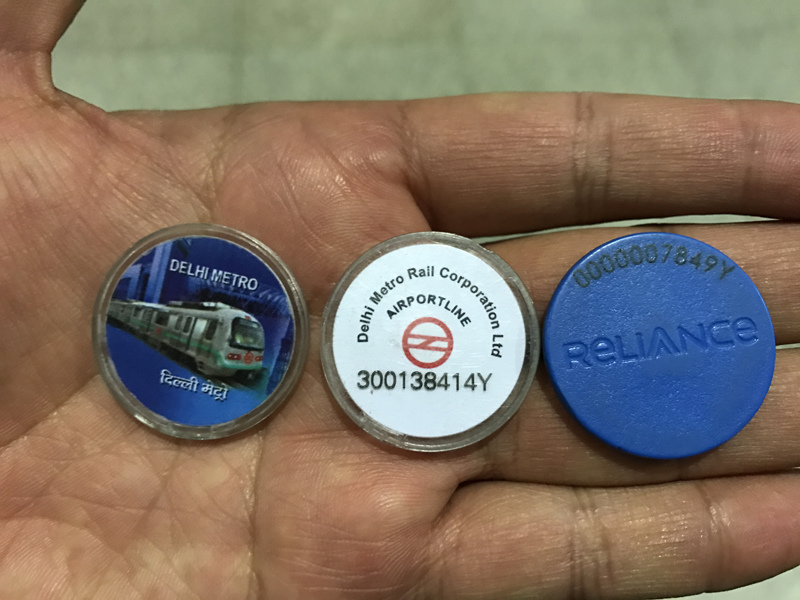 DELHI METRO
दिल्ली मेट्रो
Delhi Metro Rail Corporation Ltd
AIRPORTLINE
300138414Y
0000007849Y
RELIANCE